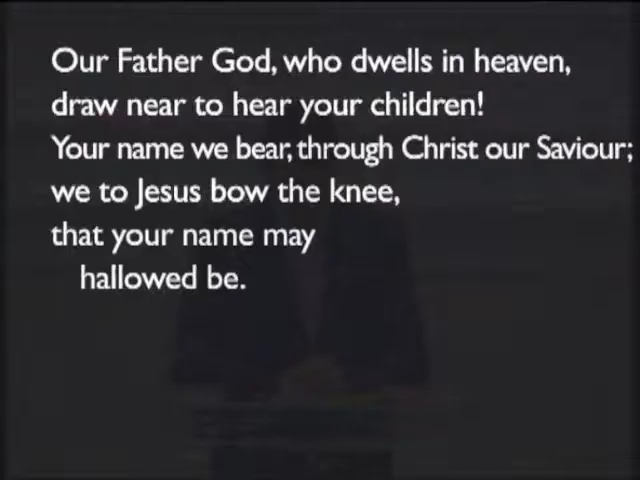 Our Father God, who dwells in heaven,
draw near to hear your children!
Your name we bear, through Christ our Saviour;
we to Jesus bow the knee,
that your name may
hallowed be.